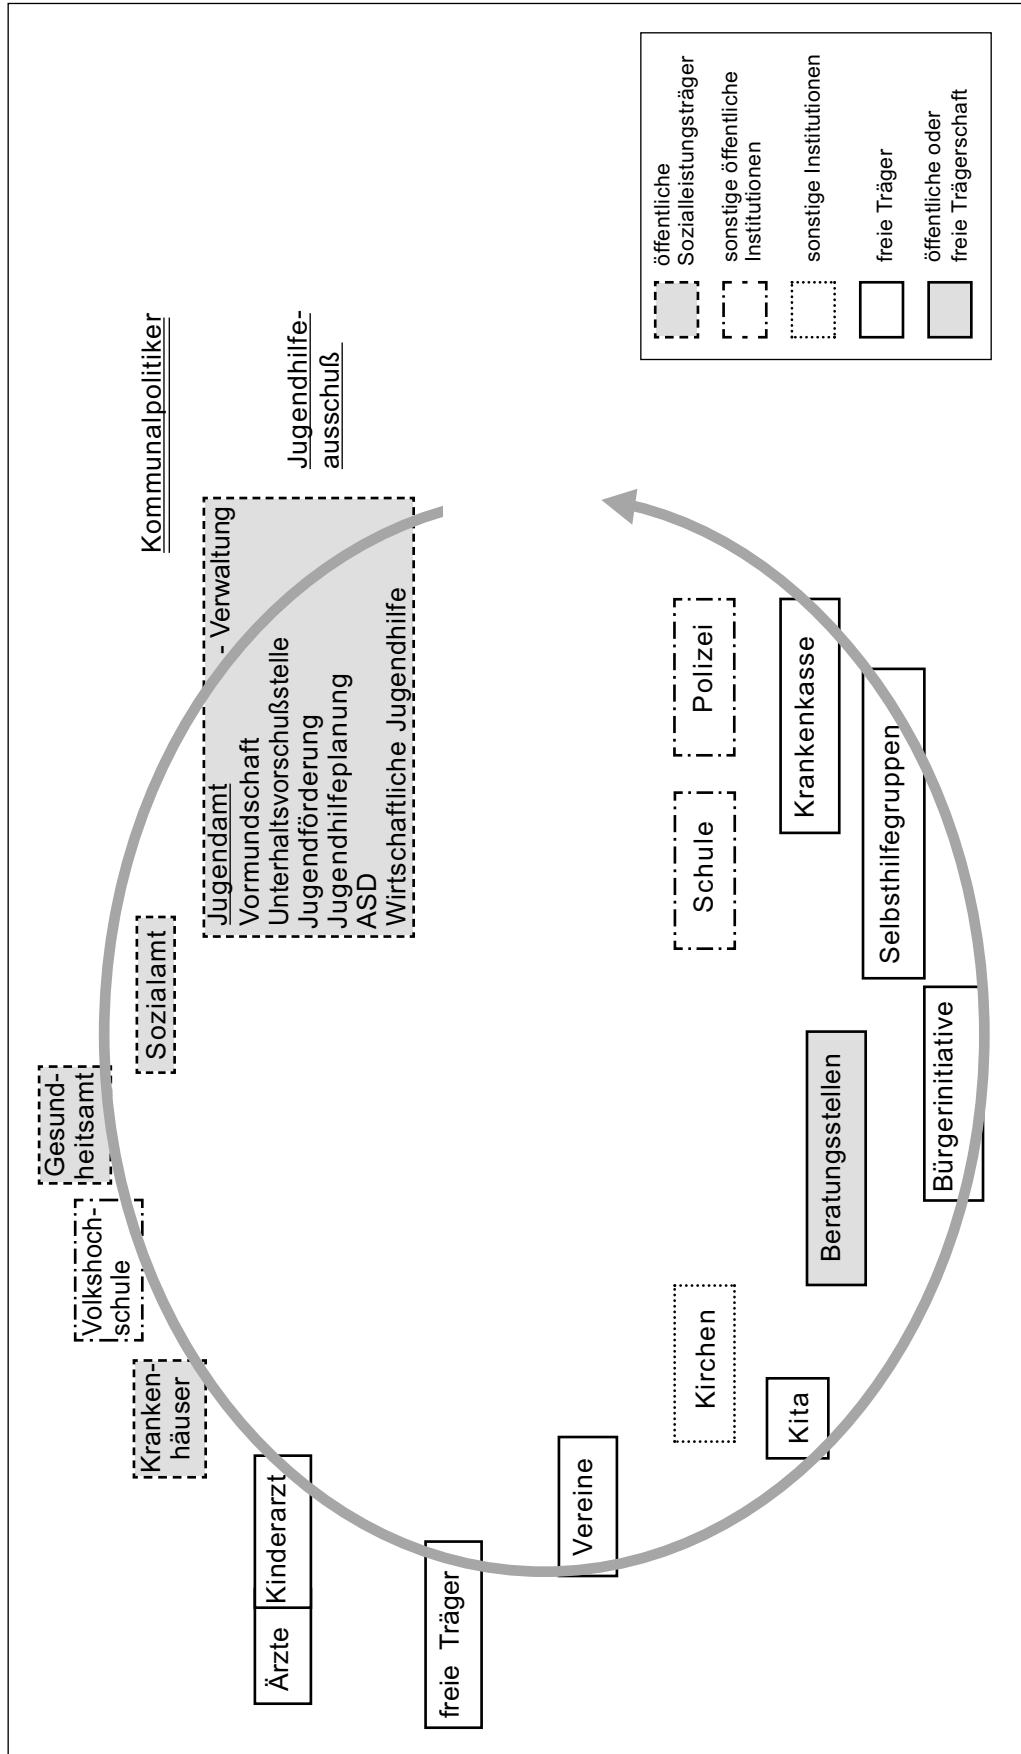 Kommunalpolitiker
Jugendhilfe-
ausschuß
Jugendamt - Verwaltung
Vormundschaft
Unterhaltsvorschußstelle
Jugendförderung
Jugendhilfeplanung
ASD
Wirtschaftliche Jugendhilfe
Sozialamt
Gesund-
heitsamt
Volkshoch-
schule
Kranken-
häuser
Ärzte
Kinderarzt
freie Träger
Vereine
Kirchen
Kita
Beratungsstellen
Bürgerinitiative
Selbsthilfegruppen
Krankenkasse
Schule
Polizei
öffentliche
Sozialleistungsträger
sonstige öffentliche
Institutionen
sonstige Institutionen
freie Träger
öffentliche oder
freie Trägerschaft